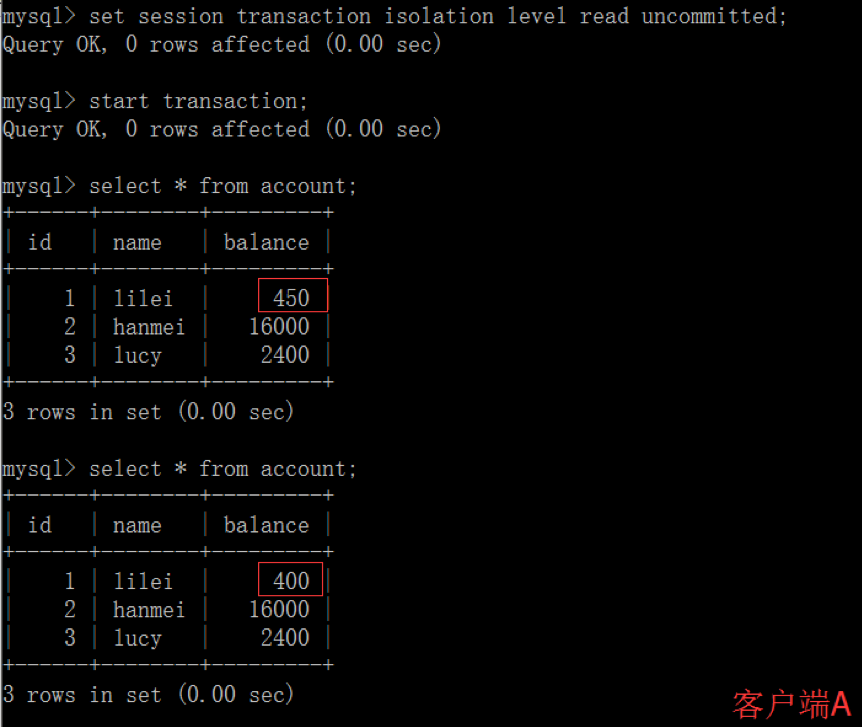 mysql> set session transaction isolation level read uncommitted;
Query OK, 0 rows affected (0.00 sec)
mysql> start transaction;
Query OK, 0 rows affected (0.00 sec)
mysql> select * from account;
+------+--------+---------+
| id   | name   | balance |
+------+--------+---------+
|    1 | lilei  |     450 |
|    2 | hanmei |   16000 |
|    3 | lucy   |    2400 |
+------+--------+---------+
3 rows in set (0.00 sec)
mysql> select * from account;
+------+--------+---------+
| id   | name   | balance |
+------+--------+---------+
|    1 | lilei  |     400 |
|    2 | hanmei |   16000 |
|    3 | lucy   |    2400 |
+------+--------+---------+
3 rows in set (0.00 sec)
客户端A